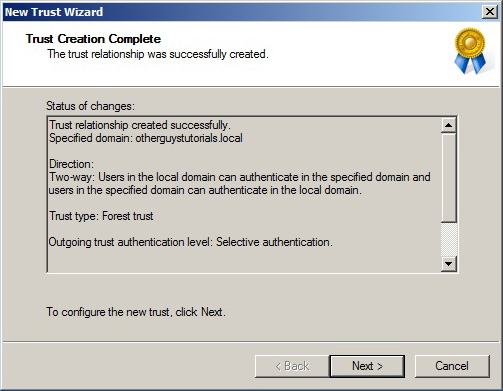 New Trust Wizard
Trust Creation Complete
The trust relationship was successfully created.
Status of changes:
Trust relationship created successfully.
Specified domain: otherguystutorials.local
Direction:
Two-way: Users in the local domain can authenticate in the specified domain and
users in the specified domain can authenticate in the local domain.
Trust type: Forest trust
Outgoing trust authentication level: Selective authentication.
To configure the new trust, click Next.
< Back
Next >
Cancel